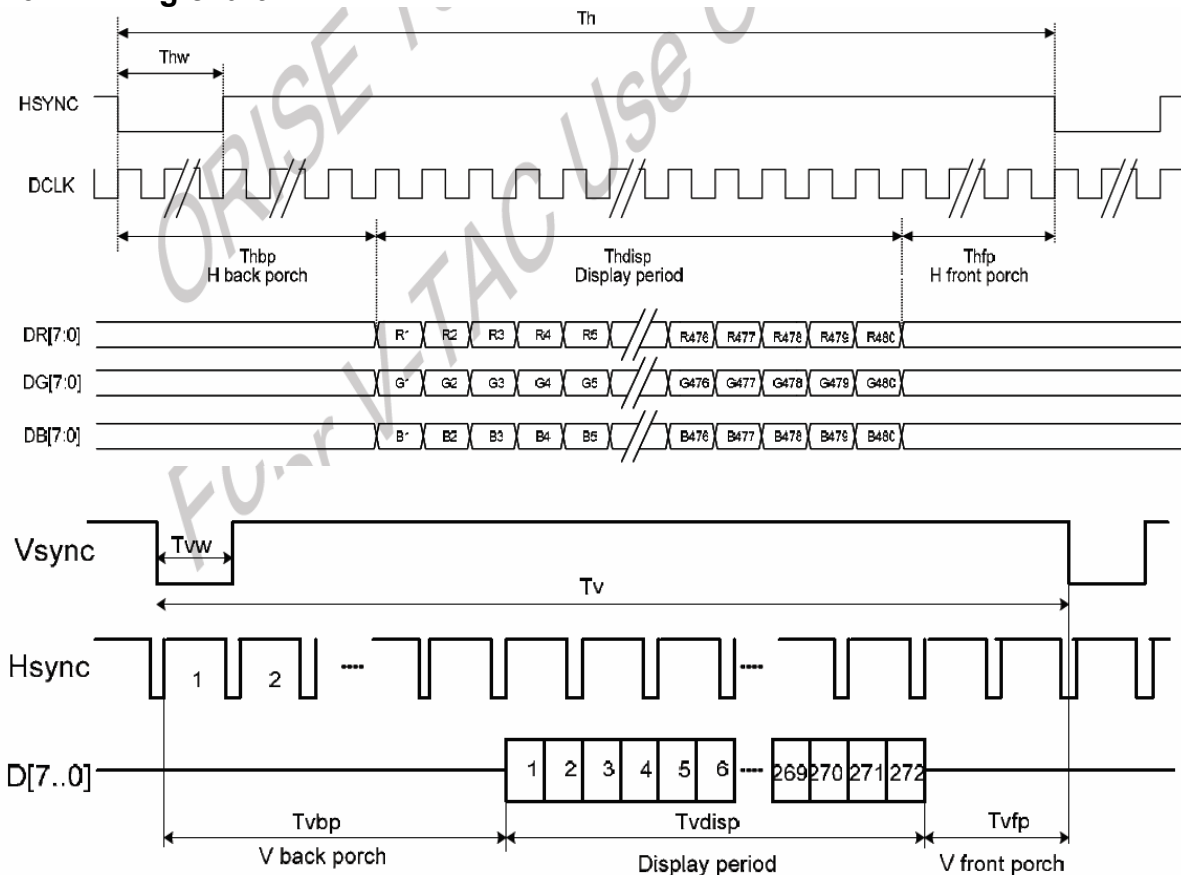 Th
Thw
HSYNC
DCLK
Thbp
H back porch
Thdisp
Display period
Thfp
H front porch
DR[7:0] R1 R2 R3 R4 R5 R476 R477 R478 R479 R480
DG[7:0] G1 G2 G3 G4 G5 G476 G477 G478 G479 G480
DB[7:0] B1 B2 B3 B4 B5 B476 B477 B478 B479 B480
ORISE
For V-TAC Use
Vsync Tvw
Tv
Hsync 1 2 ----
D[7..0] 1 2 3 4 5 6 ---- 269 270 271 272
Tvbp
V back porch
Tvdisp
Display period
Tvfp
V front porch